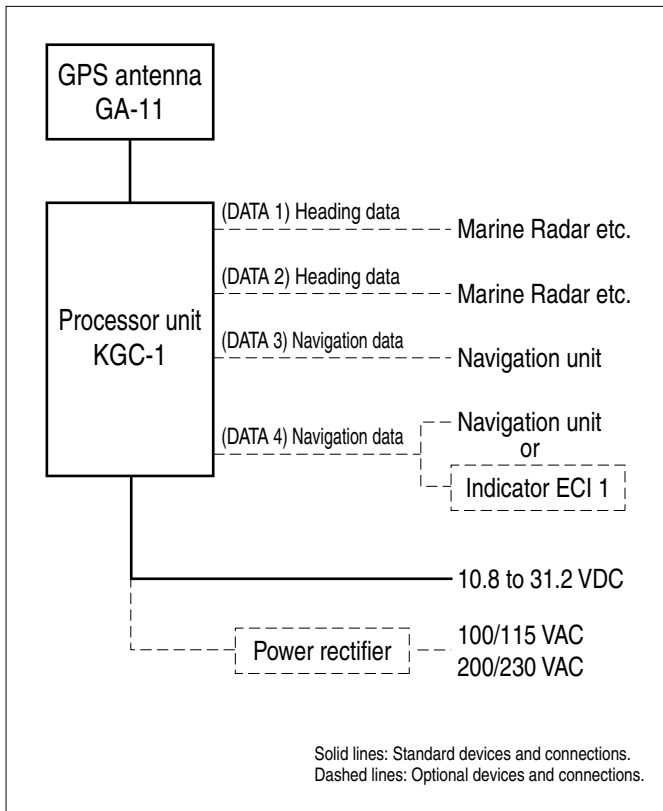 GPS antenna
GA-11
(DATA 1) Heading data
Marine Radar etc.
(DATA 2) Heading data
Marine Radar etc.
Processor unit
KGC-1
(DATA 3) Navigation data
Navigation unit
(DATA 4) Navigation data
Navigation unit
or
Indicator ECI 1
10.8 to 31.2 VDC
Power rectifier
100/115 VAC
200/230 VAC
Solid lines: Standard devices and connections.
Dashed lines: Optional devices and connections.